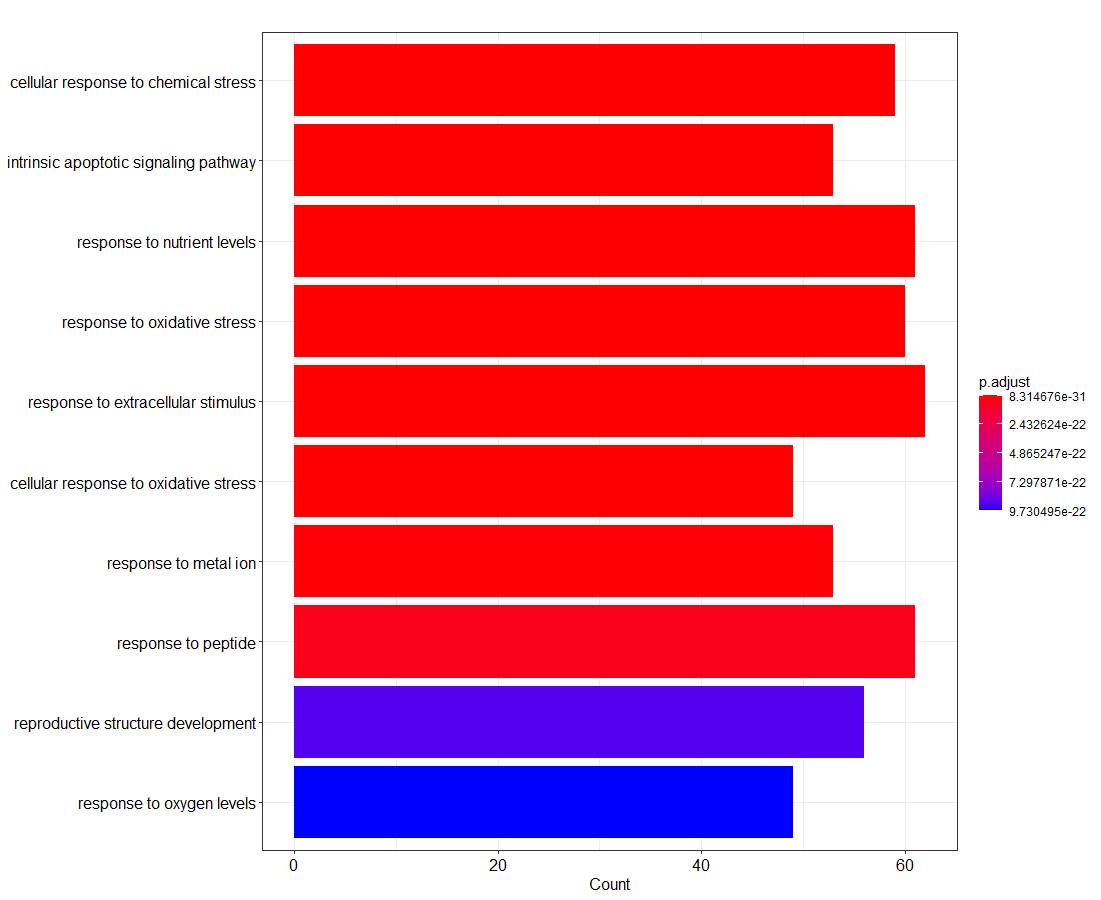 cellular response to chemical stress
intrinsic apoptotic signaling pathway
response to nutrient levels
response to oxidative stress
response to extracellular stimulus
cellular response to oxidative stress
response to metal ion
response to peptide
reproductive structure development
response to oxygen levels
0
20
40
60
Count
p.adjust
8.314676e-31
2.432624e-22
4.865247e-22
7.297871e-22
9.730495e-22